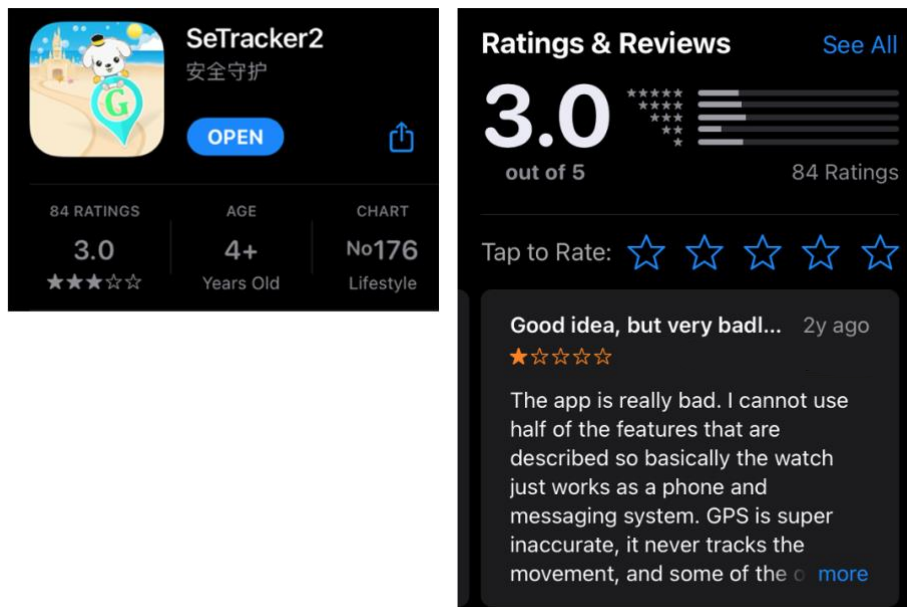 SeTracker2
安全守护
OPEN
84 RATINGS
3.0
AGE
4+
Years Old
CHART
No176
Lifestyle
G
Ratings & Reviews
See All
3.0
out of 5
84 Ratings
Tap to Rate:
Good idea, but very badl...
2y ago
The app is really bad. I cannot use
half of the features that are
described so basically the watch
just works as a phone and
messaging system. GPS is super
inaccurate, it never tracks the
movement, and some of the o more